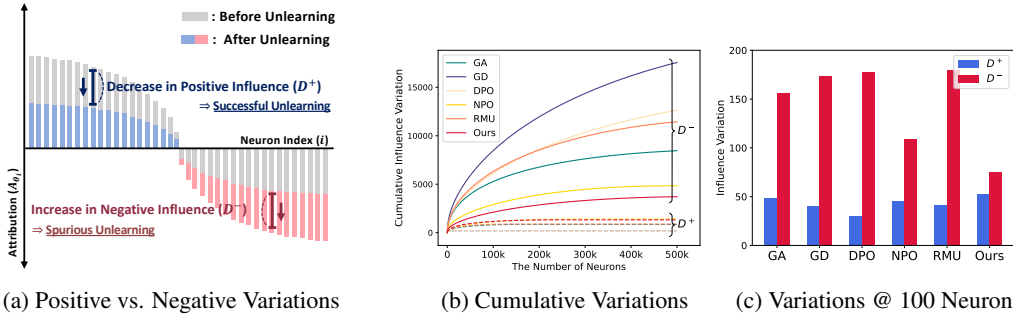 : Before Unlearning
: After Unlearning
Decrease in Positive Influence (D⁺)
⇒ Successful Unlearning
Neuron Index (i)
Attribution (A_{θ_i})
Increase in Negative Influence (D⁻)
⇒ Spurious Unlearning
(a) Positive vs. Negative Variations
Cumulative Influence Variation
15000
10000
5000
0
GA
GD
DPO
NPO
RMU
Ours
D⁻
D⁺
0 100k 200k 300k 400k 500k
The Number of Neurons
(b) Cumulative Variations
Influence Variation
200
150
100
50
0
D⁺
D⁻
GA GD DPO NPO RMU Ours
(c) Variations @ 100 Neuron